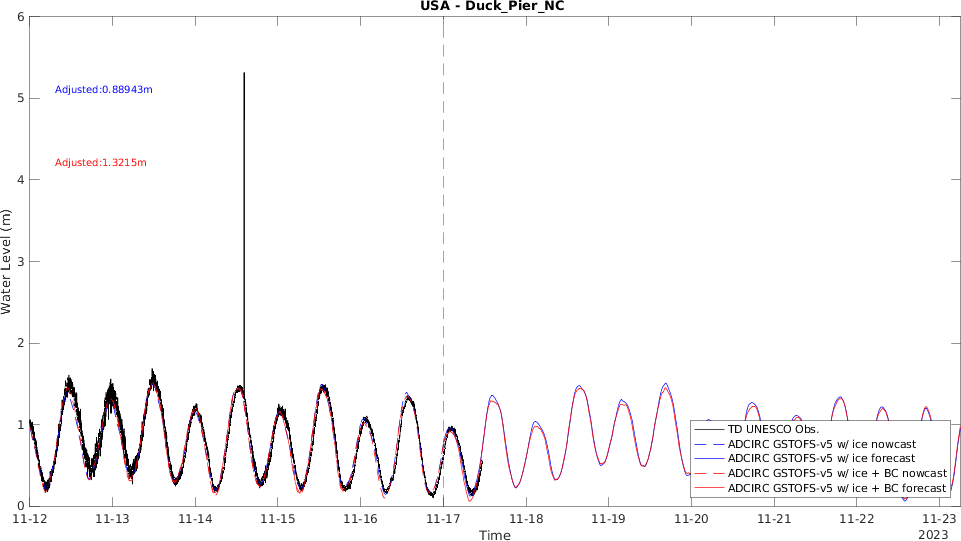 USA - Duck_Pier_NC
6
5
4
3
2
1
0
Water Level (m)
Adjusted:0.88943m
Adjusted:1.3215m
TD UNESCO Obs.
ADCIRC GSTOFS-v5 w/ ice nowcast
ADCIRC GSTOFS-v5 w/ ice forecast
ADCIRC GSTOFS-v5 w/ ice + BC nowcast
ADCIRC GSTOFS-v5 w/ ice + BC forecast
11-12 11-13 11-14 11-15 11-16 11-17 11-18 11-19 11-20 11-21 11-22 11-23
Time
2023